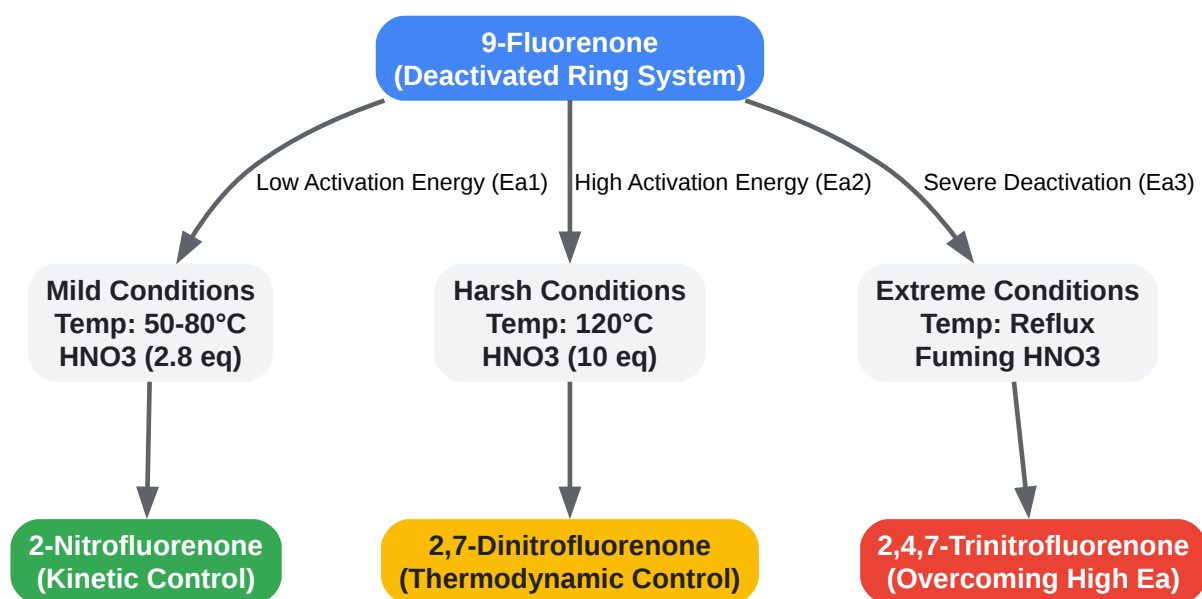 9-Fluorenone
(Deactivated Ring System)
Low Activation Energy (Ea1)
High Activation Energy (Ea2)
Severe Deactivation (Ea3)
Mild Conditions
Temp: 50-80°C
HNO3 (2.8 eq)
Harsh Conditions
Temp: 120°C
HNO3 (10 eq)
Extreme Conditions
Temp: Reflux
Fuming HNO3
2-Nitrofluorenone
(Kinetic Control)
2,7-Dinitrofluorenone
(Thermodynamic Control)
2,4,7-Trinitrofluorenone
(Overcoming High Ea)